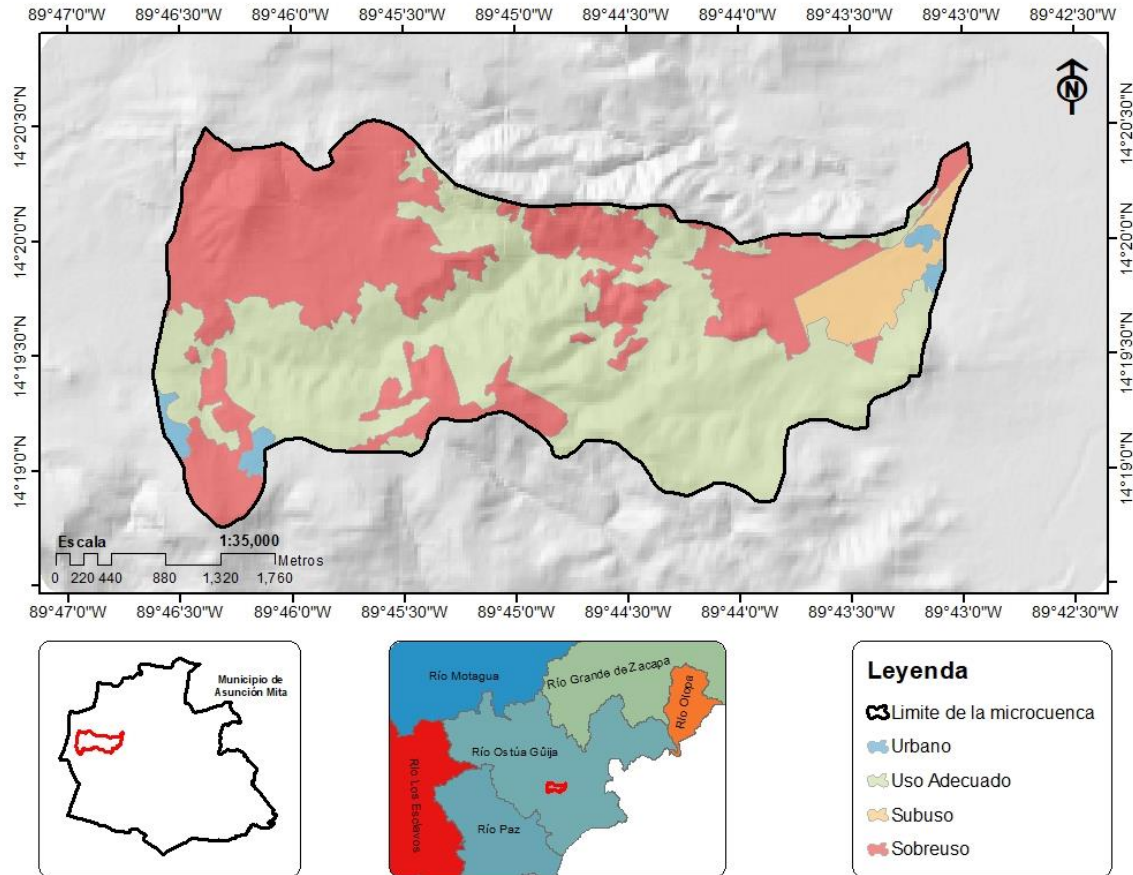 89°47'0"W 89°46'30"W 89°46'0"W 89°45'30"W 89°45'0"W 89°44'30"W 89°44'0"W 89°43'30"W 89°43'0"W 89°42'30"W
14°20'30"N
14°20'0"N
14°19'30"N
14°19'0"N
14°20'30"N
14°20'0"N
14°19'30"N
14°19'0"N
N
Escala 1:35,000
Metros
0 220 440 880 1,320 1,760
89°47'0"W 89°46'30"W 89°46'0"W 89°45'30"W 89°45'0"W 89°44'30"W 89°44'0"W 89°43'30"W 89°43'0"W 89°42'30"W
Municipio de
Asunción Mita
Río Motagua
Río Grande de Zacapa
Río Olopa
Río Ostúa Gûija
Río Los Esclavos
Río Paz
Leyenda
Limite de la microcuenca
Urbano
Uso Adecuado
Subuso
Sobreuso